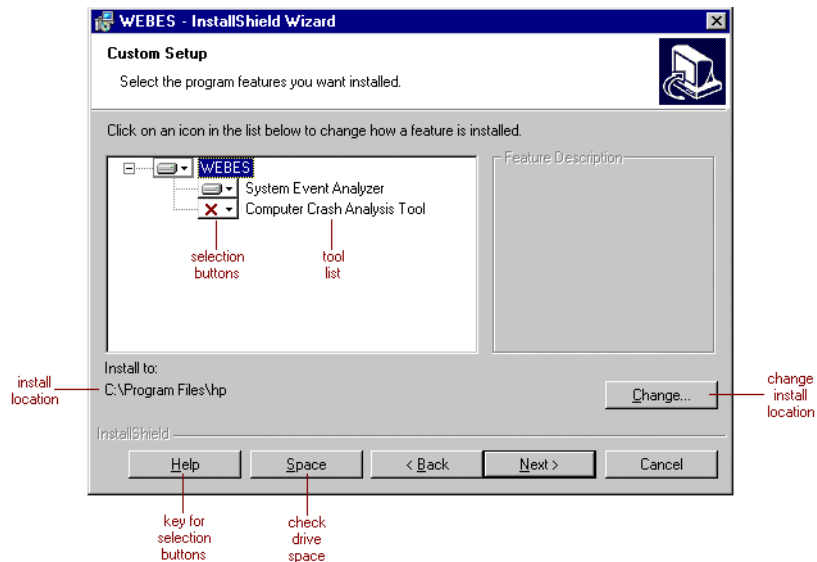 WEBES - InstallShield Wizard
Custom Setup
Select the program features you want installed.
Click on an icon in the list below to change how a feature is installed.
WEBES
System Event Analyzer
Computer Crash Analysis Tool
selection
buttons
tool
list
Feature Description
Install to:
C:\Program Files\hp
install
location
Change...
change
install
location
InstallShield
Help
Space
< Back
Next >
Cancel
key for
selection
buttons
check
drive
space